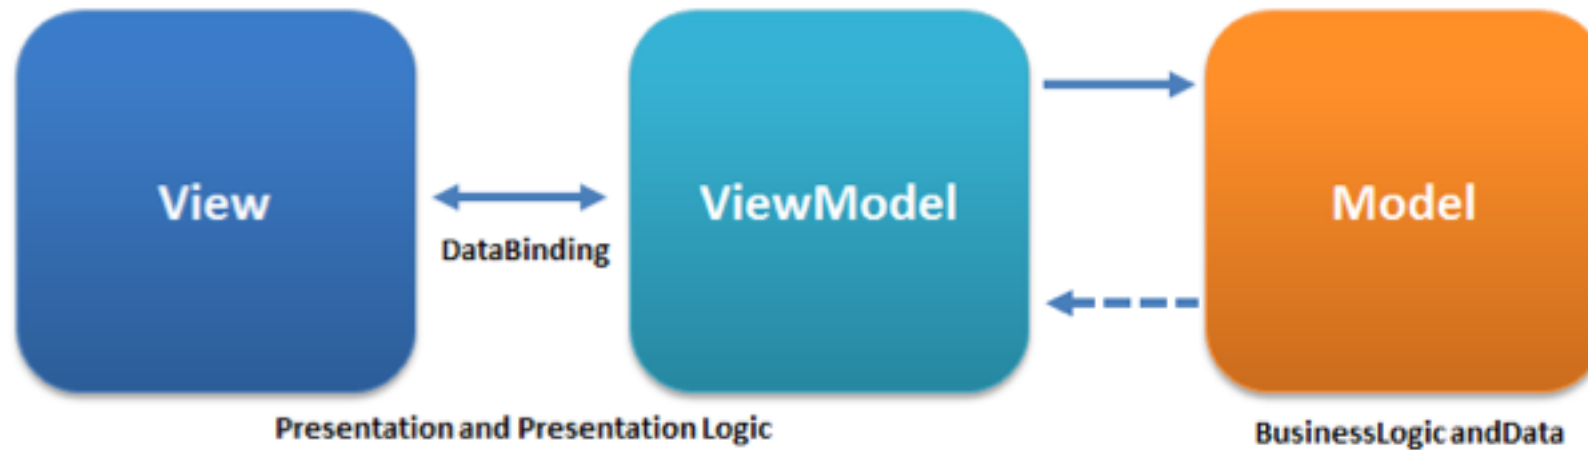 View
ViewModel
Model
DataBinding
Presentation and Presentation Logic
BusinessLogic andData